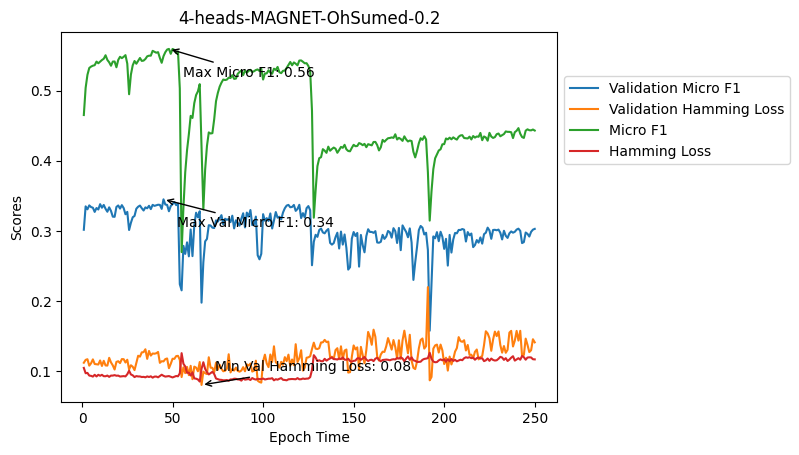 4-heads-MAGNET-OhSumed-0.2
Max Micro F1: 0.56
Max Val Micro F1: 0.34
Min Val Hamming Loss: 0.08
Scores
0.5
0.4
0.3
0.2
0.1
0
50
100
150
200
250
Epoch Time
Validation Micro F1
Validation Hamming Loss
Micro F1
Hamming Loss